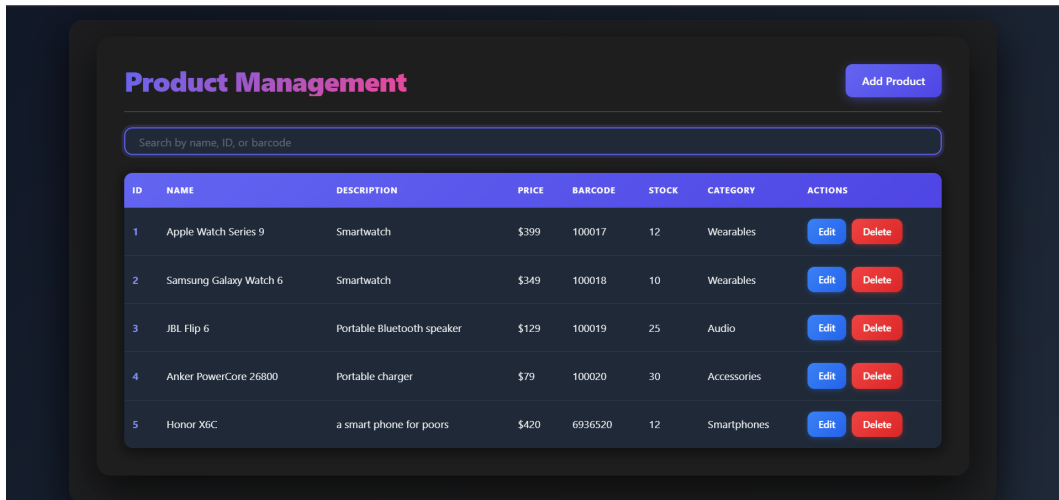 Product Management
Add Product
Search by name, ID, or barcode
ID NAME DESCRIPTION PRICE BARCODE STOCK CATEGORY ACTIONS
1 Apple Watch Series 9 Smartwatch $399 100017 12 Wearables Edit Delete
2 Samsung Galaxy Watch 6 Smartwatch $349 100018 10 Wearables Edit Delete
3 JBL Flip 6 Portable Bluetooth speaker $129 100019 25 Audio Edit Delete
4 Anker PowerCore 26800 Portable charger $79 100020 30 Accessories Edit Delete
5 Honor X6C a smart phone for poors $420 6936520 12 Smartphones Edit Delete